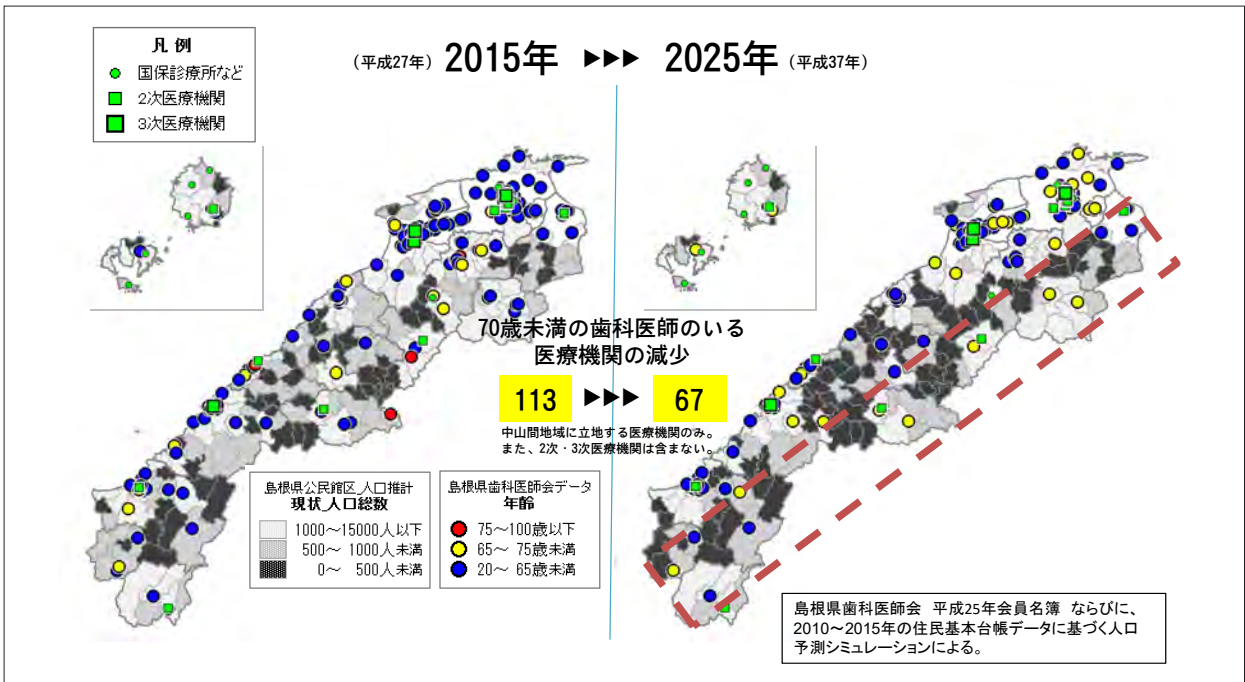 凡例
国保診療所など
2次医療機関
3次医療機関
(平成27年) 2015年 ▶▶▶ 2025年 (平成37年)
70歳未満の歯科医師のいる
医療機関の減少
113 ▶▶▶ 67
中山間地域に立地する医療機関のみ。
また、2次・3次医療機関は含まない。
島根県公民館区_人口推計
現状_人口総数
1000～15000人以下
500～ 1000人未満
0～ 500人未満
島根県歯科医師会データ
年齢
75～100歳以下
65～ 75歳未満
20～ 65歳未満
島根県歯科医師会 平成25年会員名簿 ならびに、
2010～2015年の住民基本台帳データに基づく人口
予測シミュレーションによる。